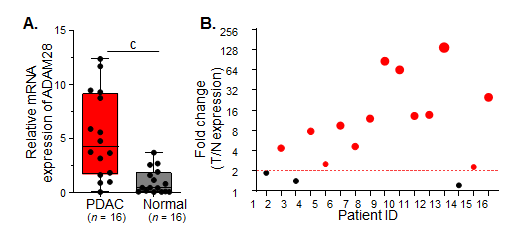 A.
Relative mRNA
expression of ADAM28
15
10
5
0
c
PDAC
(n = 16)
Normal
(n = 16)
B.
Fold change
(T/N expression)
256
128
64
32
16
8
4
2
1
1 2 3 4 5 6 7 8 9 10 11 12 13 14 15 16
Patient ID